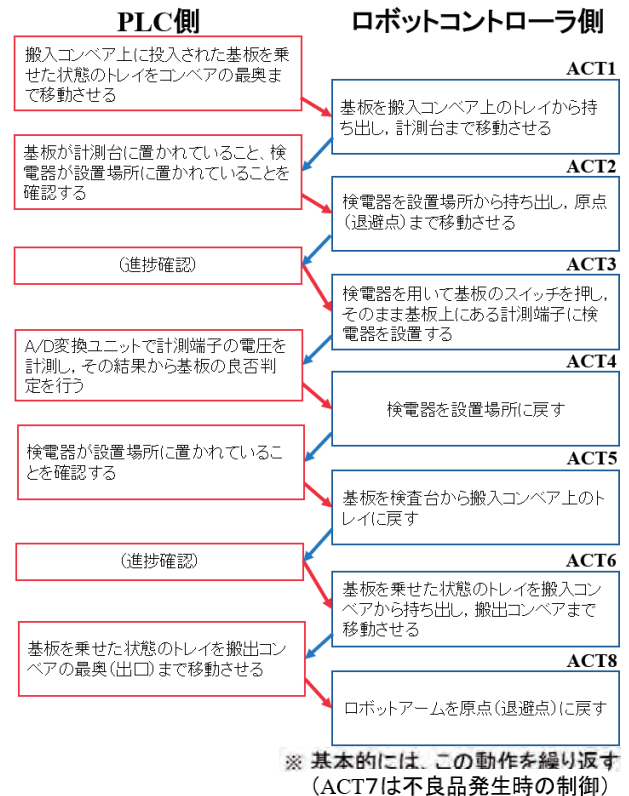 PLC側
ロボットコントローラ側
搬入コンベア上に投入された基板を乗
せた状態のトレイをコンベアの最奥ま
で移動させる
ACT1
基板を搬入コンベア上のトレイから持
ち出し，計測台まで移動させる
基板が計測台に置かれていること、検
電器が設置場所に置かれていることを
確認する
ACT2
検電器を設置場所から持ち出し，原点
（退避点）まで移動させる
（進捗確認）
ACT3
検電器を用いて基板のスイッチを押し，
そのまま基板上にある計測端子に検
電器を設置する
A/D変換ユニットで計測端子の電圧を
計測し，その結果から基板の良否判
定を行う
ACT4
検電器を設置場所に戻す
検電器が設置場所に置かれているこ
とを確認する
ACT5
基板を検査台から搬入コンベア上のト
レイに戻す
（進捗確認）
ACT6
基板を乗せた状態のトレイを搬入コン
ベアから持ち出し，搬出コンベアまで
移動させる
基板を乗せた状態のトレイを搬出コン
ベアの最奥（出口）まで移動させる
ACT8
ロボットアームを原点（退避点）に戻す
※ 基本的には、この動作を繰り返す
（ACT7は不良品発生時の制御）